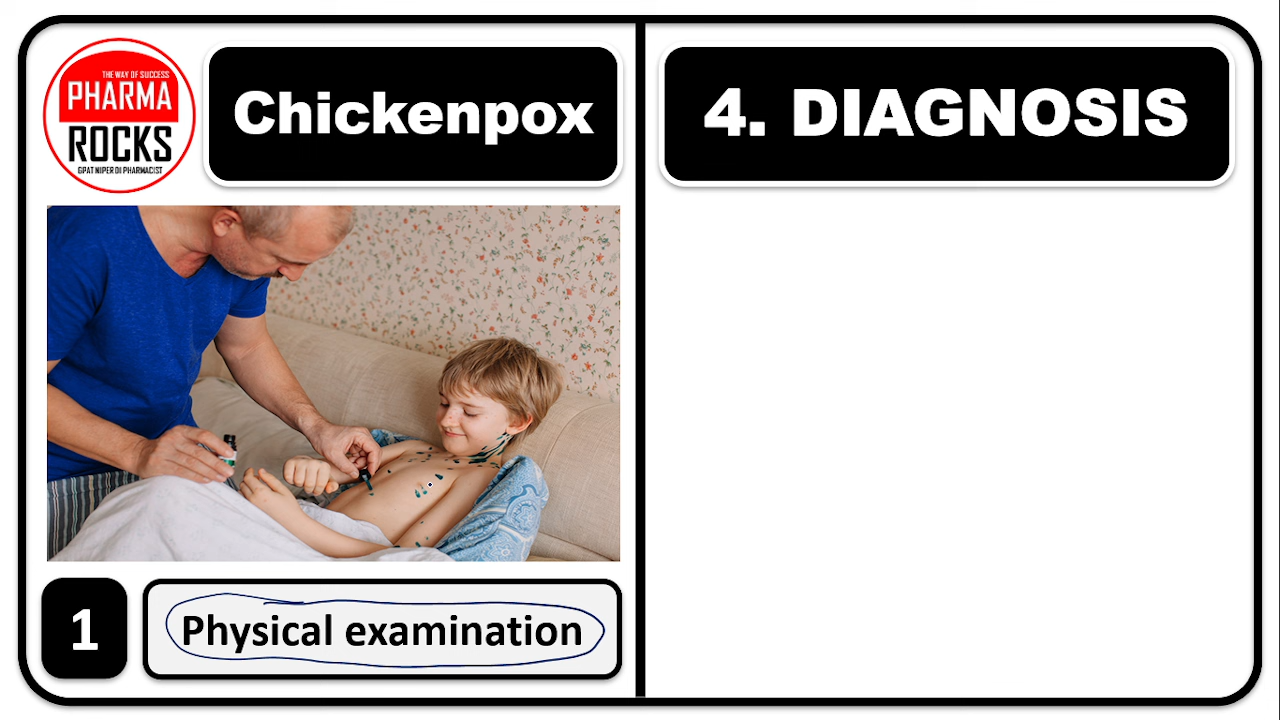 THE WAY OF SUCCESS
PHARMA
ROCKS
GPAT NIPER DI PHARMACIST
Chickenpox
4. DIAGNOSIS
1
Physical examination